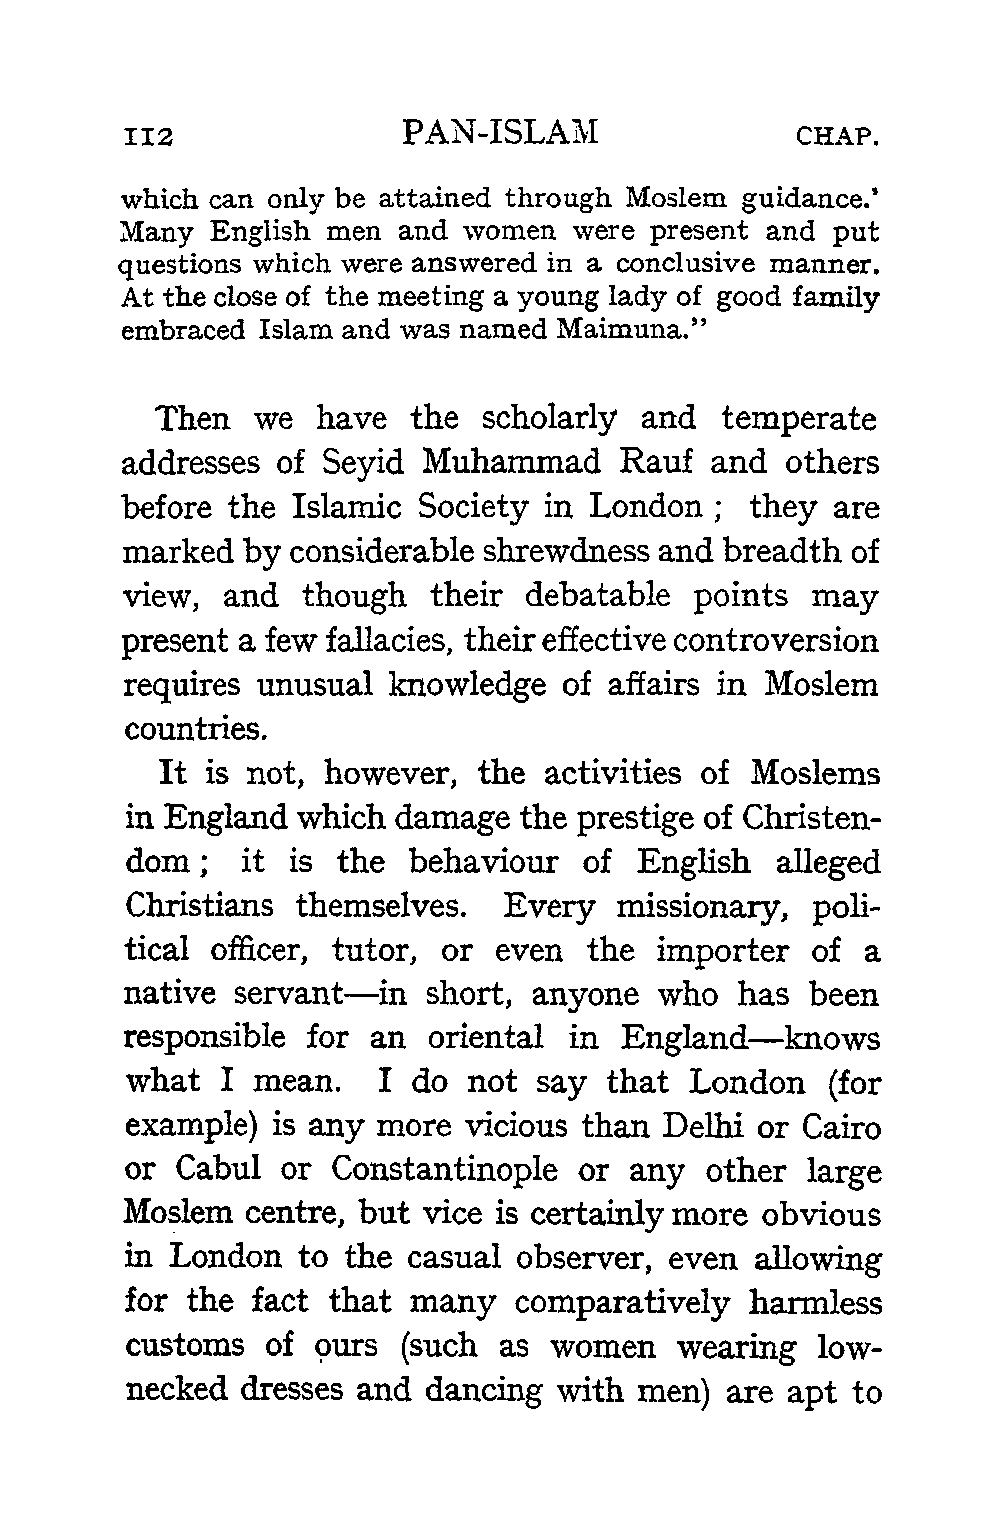 112 PAN-ISLAM CHAP.
which can only be attained through Moslem guidance.'
Many English men and women were present and put
questions which were answered in a conclusive manner.
At the close of the meeting a young lady of good family
embraced Islam and was named Maimuna."
Then we have the scholarly and temperate
addresses of Seyid Muhammad Rauf and others
before the Islamic Society in London ; they are
marked by considerable shrewdness and breadth of
view, and though their debatable points may
present a few fallacies, their effective controversion
requires unusual knowledge of affairs in Moslem
countries.
It is not, however, the activities of Moslems
in England which damage the prestige of Christen-
dom ; it is the behaviour of English alleged
Christians themselves. Every missionary, poli-
tical officer, tutor, or even the importer of a
native servant—in short, anyone who has been
responsible for an oriental in England—knows
what I mean. I do not say that London (for
example) is any more vicious than Delhi or Cairo
or Cabul or Constantinople or any other large
Moslem centre, but vice is certainly more obvious
in London to the casual observer, even allowing
for the fact that many comparatively harmless
customs of ours (such as women wearing low-
necked dresses and dancing with men) are apt to